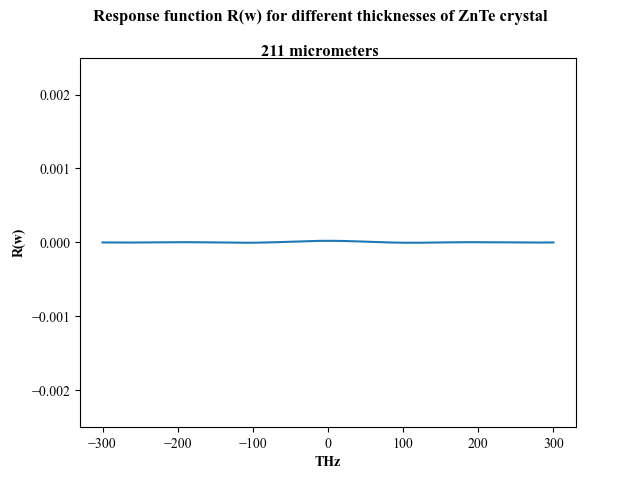 Response function R(w) for different thicknesses of ZnTe crystal
211 micrometers
0.002
0.001
0.000
−0.001
−0.002
R(w)
−300 −200 −100 0 100 200 300
THz